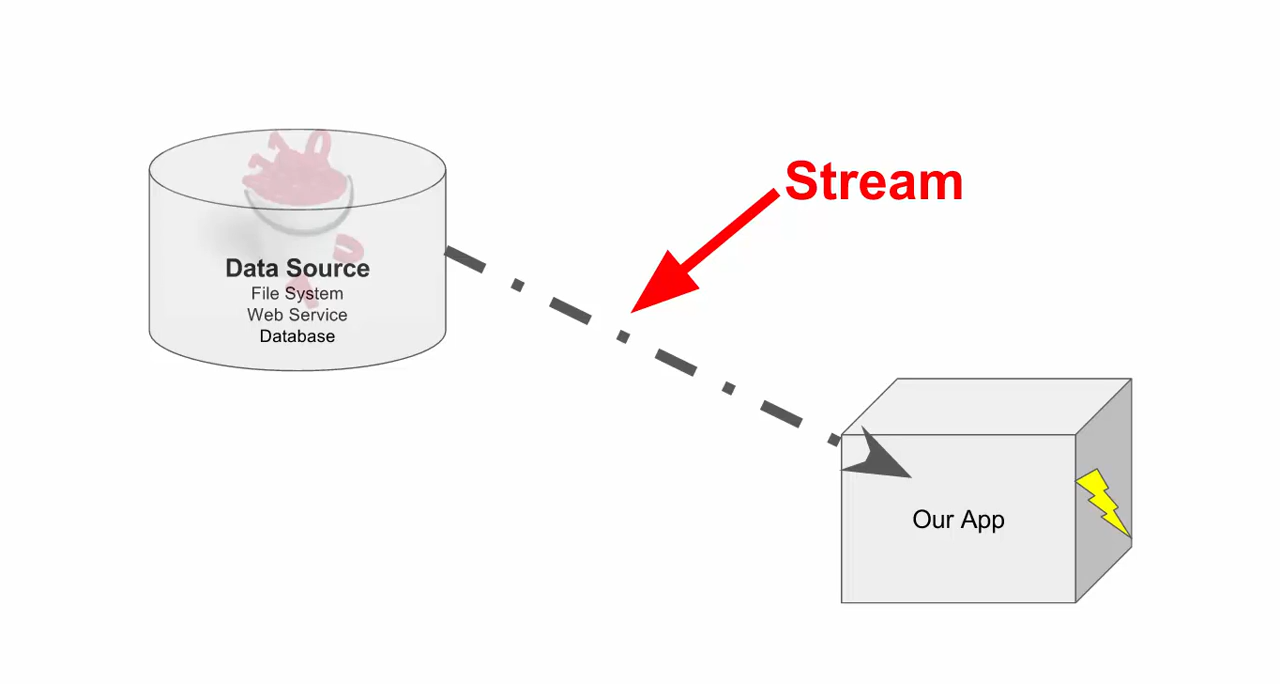 Stream
Data Source
File System
Web Service
Database
Our App